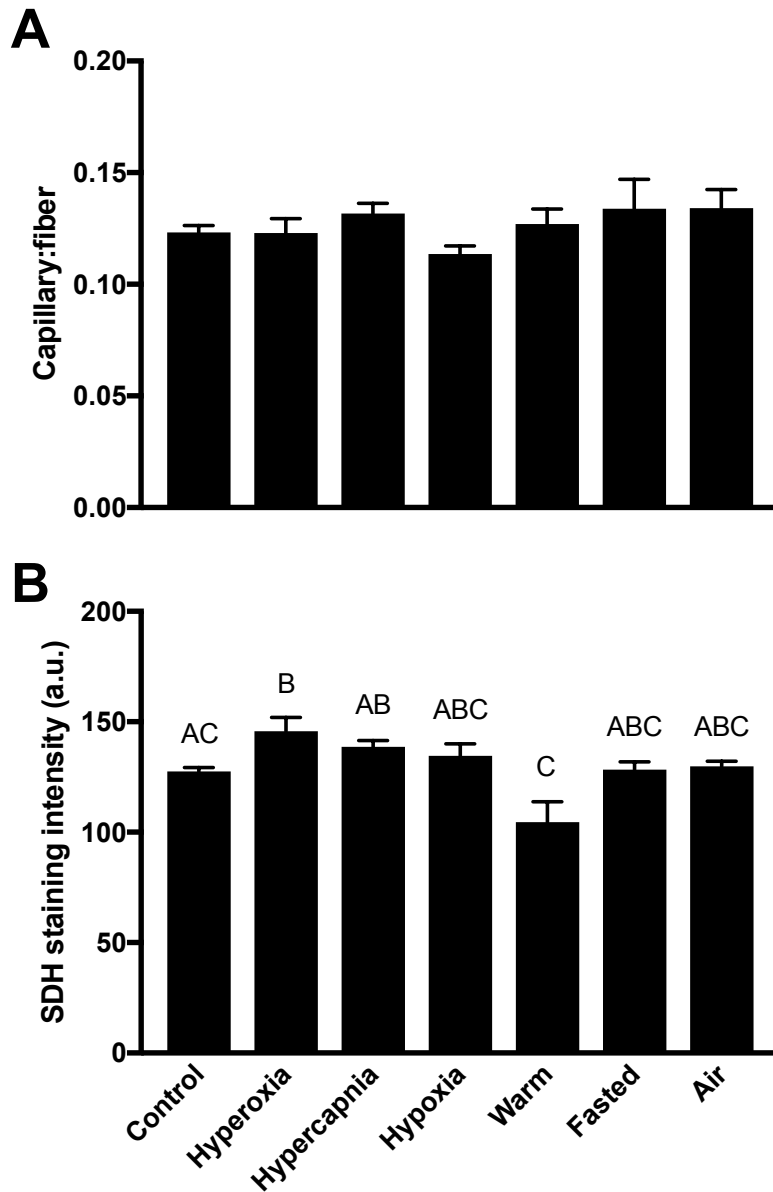 A
0.20
0.15
0.10
0.05
0.00
Capillary:fiber
B
200
150
100
50
0
SDH staining intensity (a.u.)
AC
B
AB
ABC
C
ABC
ABC
Control
Hyperoxia
Hypercapnia
Hypoxia
Warm
Fasted
Air